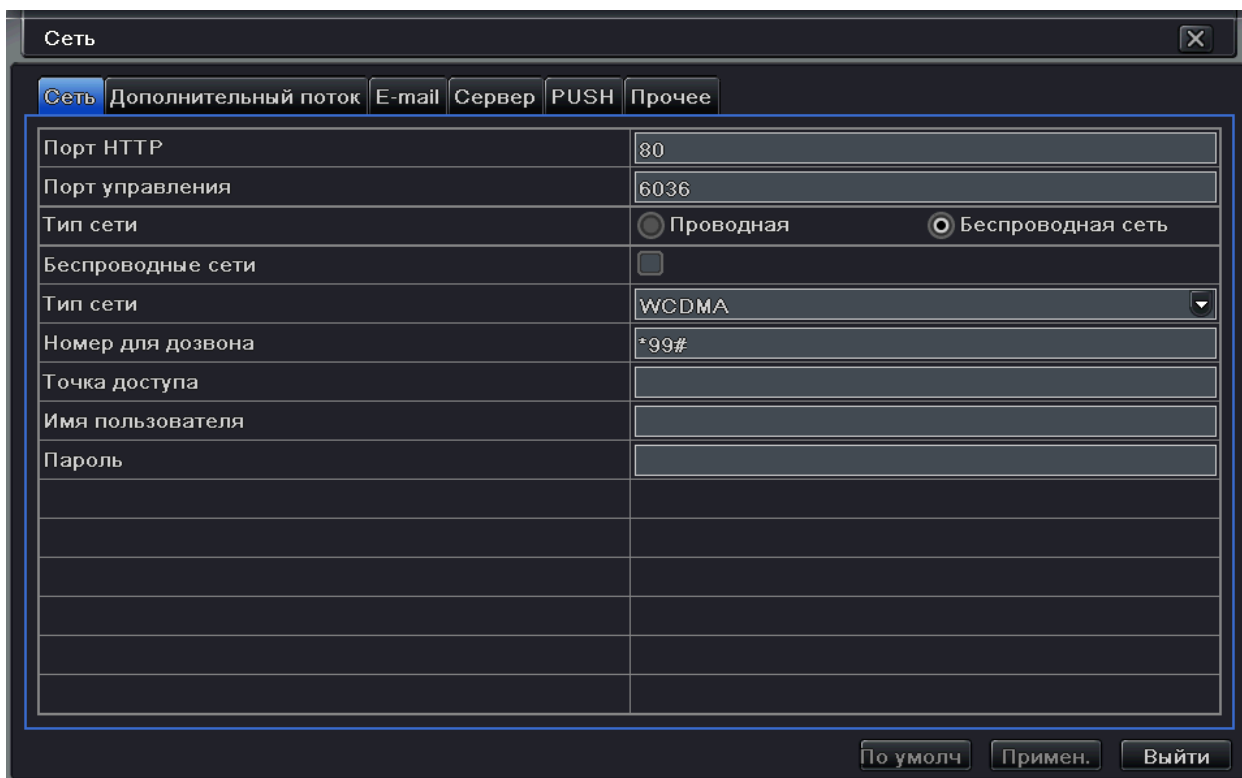 Сеть
Сеть Дополнительный поток E-mail Сервер PUSH Прочее
Порт HTTP 80
Порт управления 6036
Тип сети Проводная Беспроводная сеть
Беспроводные сети
Тип сети WCDMA
Номер для дозвона *99#
Точка доступа
Имя пользователя
Пароль
По умолч Примен. Выйти